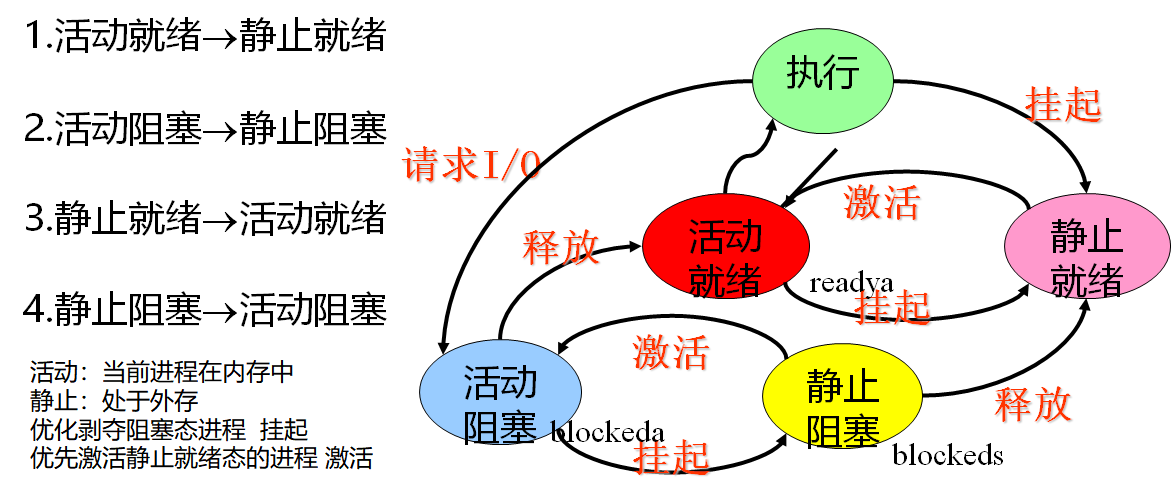 1.活动就绪→静止就绪
2.活动阻塞→静止阻塞
3.静止就绪→活动就绪
4.静止阻塞→活动阻塞
活动：当前进程在内存中
静止：处于外存
优化剥夺阻塞态进程 挂起
优先激活静止就绪态的进程 激活
执行
挂起
请求I/O
激活
释放
活动
就绪
readya
静止
就绪
挂起
激活
活动
阻塞
blockeda
静止
阻塞
blockeds
释放
挂起